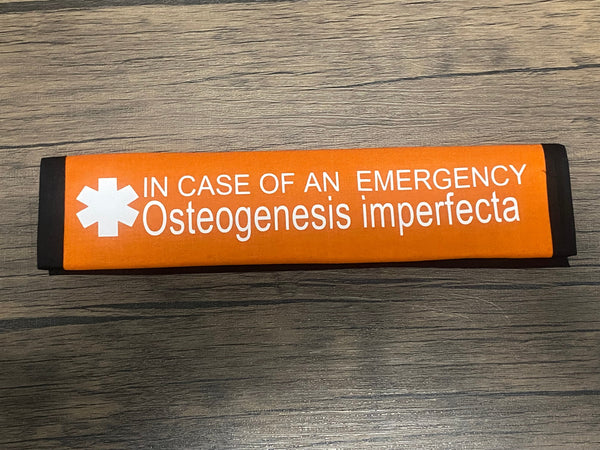 IN CASE OF AN EMERGENCY
Osteogenesis imperfecta